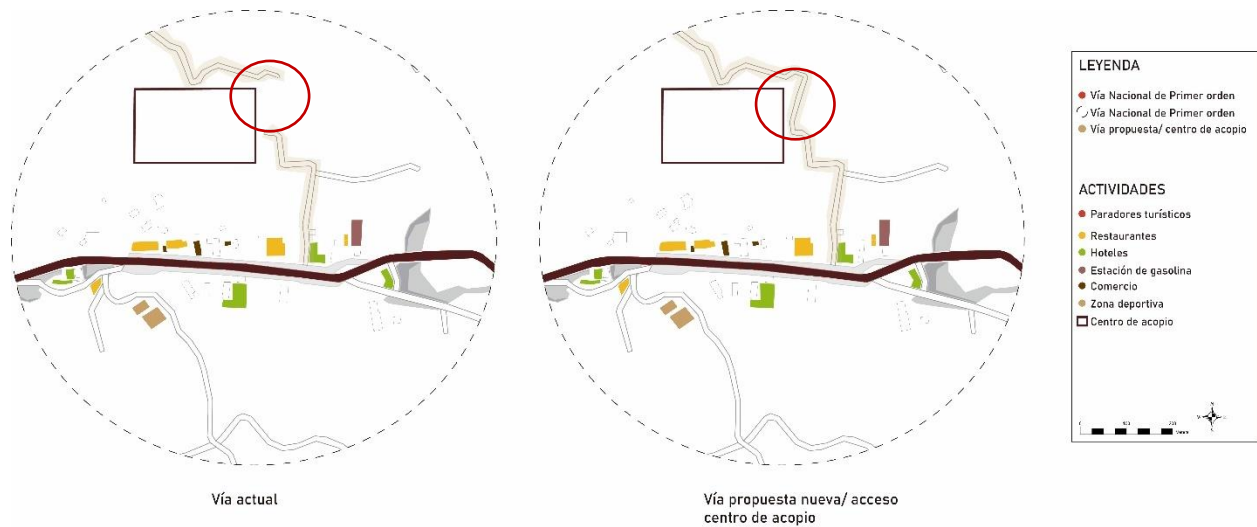 Vía actual
Vía propuesta nueva/ acceso
centro de acopio
LEYENDA
Vía Nacional de Primer orden
Vía Nacional de Primer orden
Vía propuesta/ centro de acopio
ACTIVIDADES
Paradores turísticos
Restaurantes
Hoteles
Estación de gasolina
Comercio
Zona deportiva
Centro de acopio
0